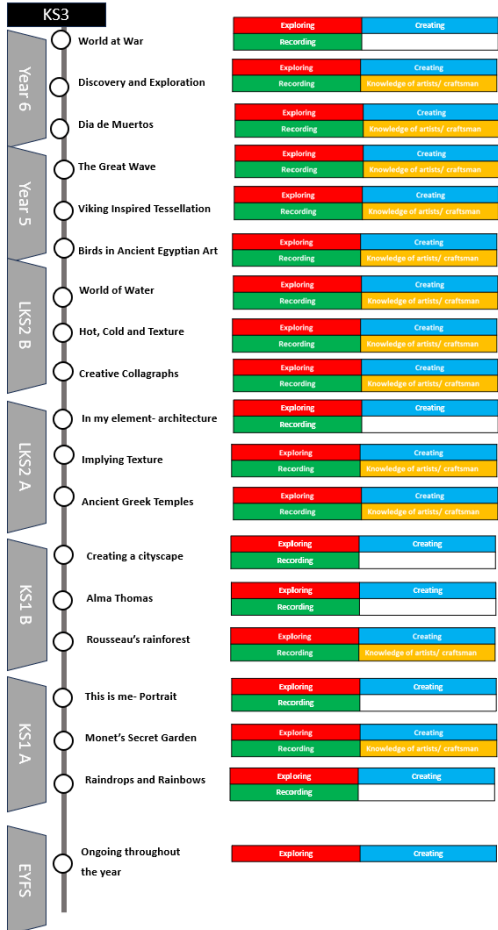 KS3
World at War
Exploring Creating
Recording
Year 6
Discovery and Exploration
Exploring Creating
Recording Knowledge of artists/ craftsman
Dia de Muertos
Exploring Creating
Recording Knowledge of artists/ craftsman
The Great Wave
Exploring Creating
Recording Knowledge of artists/ craftsman
Year 5
Viking Inspired Tessellation
Exploring Creating
Recording Knowledge of artists/ craftsman
Birds in Ancient Egyptian Art
Exploring Creating
Recording Knowledge of artists/ craftsman
World of Water
Exploring Creating
Recording Knowledge of artists/ craftsman
LKS2 B
Hot, Cold and Texture
Exploring Creating
Recording Knowledge of artists/ craftsman
Creative Collagraphs
Exploring Creating
Recording Knowledge of artists/ craftsman
In my element- architecture
Exploring Creating
Recording
LKS2 A
Implying Texture
Exploring Creating
Recording Knowledge of artists/ craftsman
Ancient Greek Temples
Exploring Creating
Recording Knowledge of artists/ craftsman
Creating a cityscape
Exploring Creating
Recording
KS1 B
Alma Thomas
Exploring Creating
Recording
Rousseau's rainforest
Exploring Creating
Recording Knowledge of artists/ craftsman
This is me- Portrait
Exploring Creating
Recording
KS1 A
Monet's Secret Garden
Exploring Creating
Recording Knowledge of artists/ craftsman
Raindrops and Rainbows
Exploring Creating
Recording
EYFS
Ongoing throughout
the year
Exploring Creating